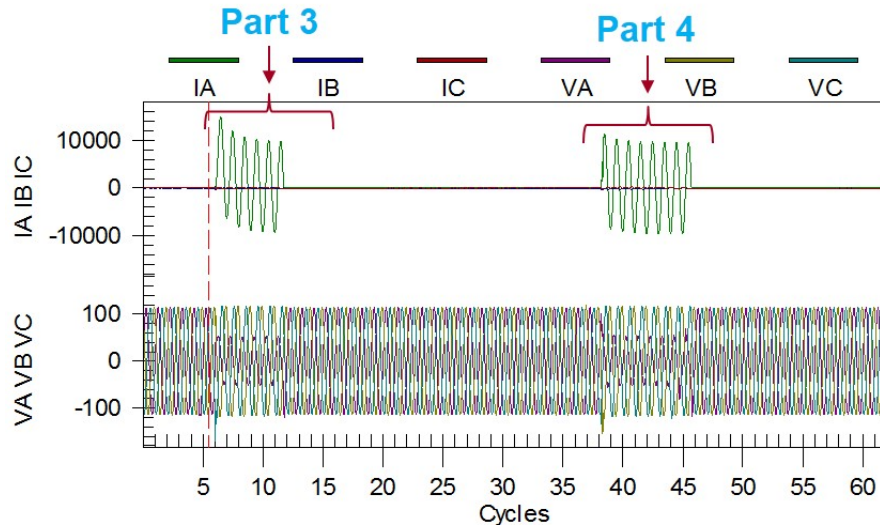 Part 3
Part 4
IA IB IC VA VB VC
IA IB IC
10000
0
-10000
VA VB VC
100
0
-100
5 10 15 20 25 30 35 40 45 50 55 60
Cycles